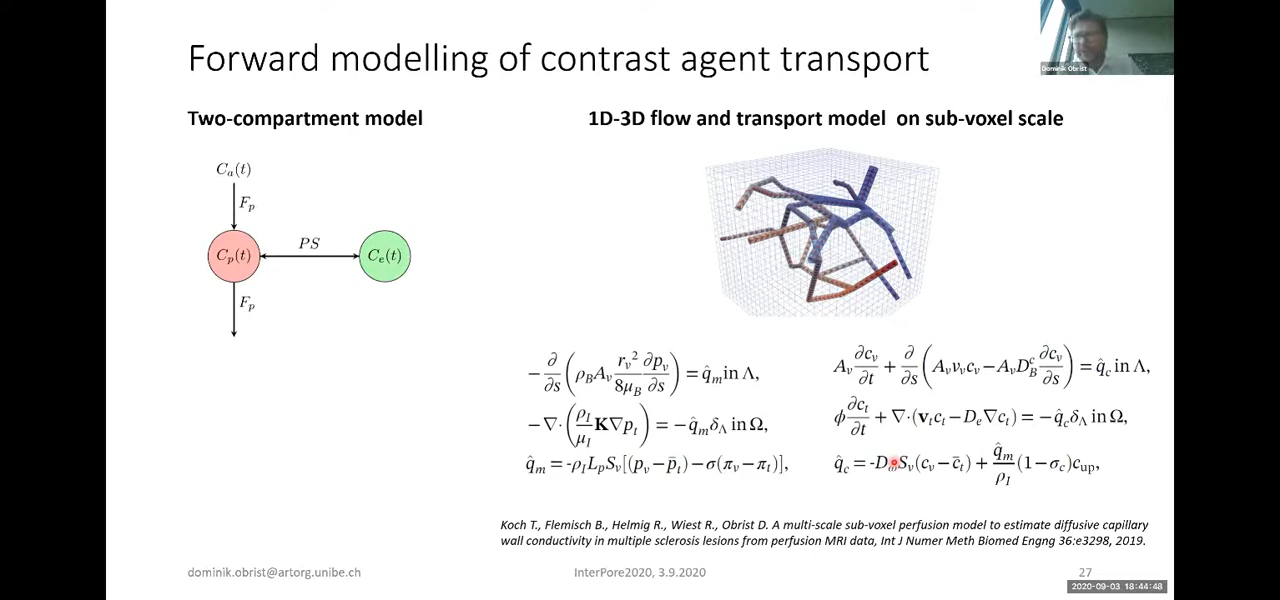 Forward modelling of contrast agent transport
Dominik Obrist
Two-compartment model
C_a(t)
F_p
C_p(t)
PS
C_e(t)
F_p
1D-3D flow and transport model on sub-voxel scale
−∂/∂s(ρ_B A_v r_v²/8μ_B ∂p_v/∂s) = q̂_m in Λ,
−∇·(ρ_I/μ_I K∇p_t) = −q̂_m δ_Λ in Ω,
q̂_m = -ρ_I L_p S_v[(p_v−p̄_t)−σ(π_v−π_t)],
A_v ∂c_v/∂t + ∂/∂s(A_v v_v c_v−A_v D_B^c ∂c_v/∂s) = q̂_c in Λ,
ϕ ∂c_t/∂t + ∇·(v_t c_t−D_e∇c_t) = −q̂_c δ_Λ in Ω,
q̂_c = -D_ω S_v(c_v−c̄_t) + q̂_m/ρ_I (1−σ_c)c_up,
Koch T., Flemisch B., Helmig R., Wiest R., Obrist D. A multi-scale sub-voxel perfusion model to estimate diffusive capillary
wall conductivity in multiple sclerosis lesions from perfusion MRI data, Int J Numer Meth Biomed Engng 36:e3298, 2019.
dominik.obrist@artorg.unibe.ch
InterPore2020, 3.9.2020
27
2020-09-03 18:44:48